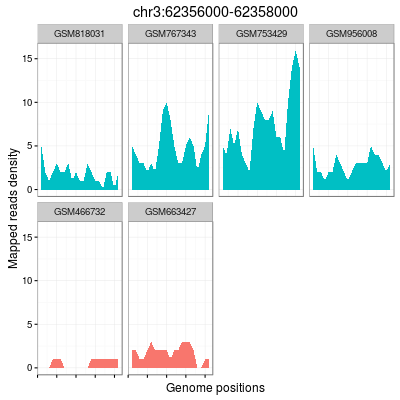 chr3:62356000-62358000
GSM818031 GSM767343 GSM753429 GSM956008
15
10
5
0
Mapped reads density
GSM466732 GSM663427
15
10
5
0
Genome positions